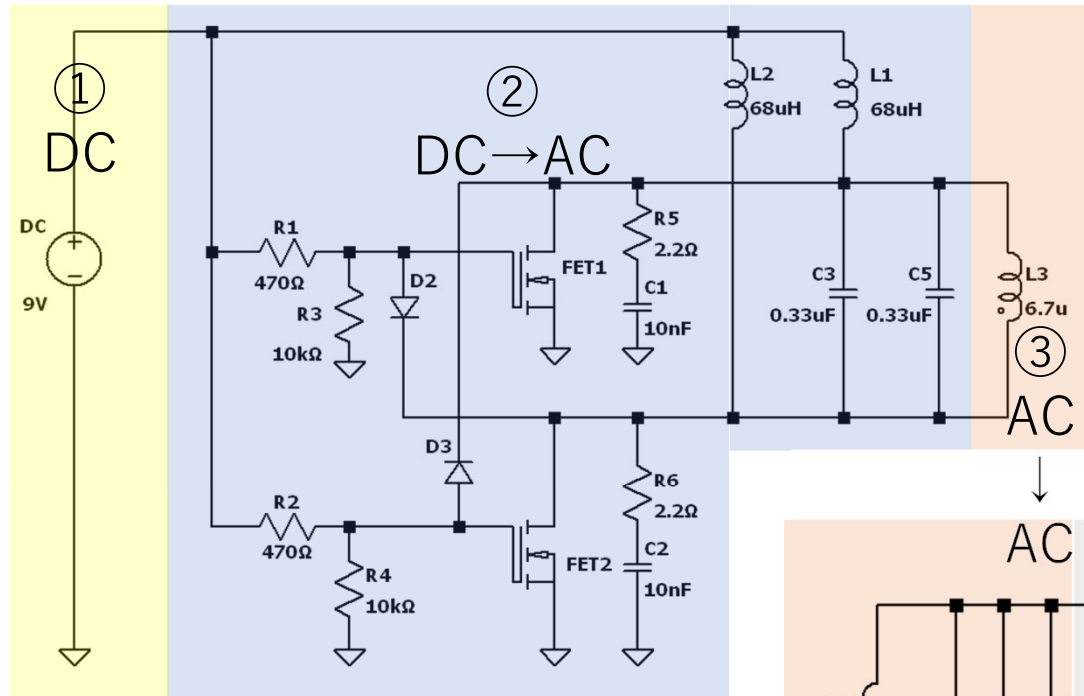 ①
DC
②
DC→AC
DC
9V
+
−
L2
68uH
L1
68uH
R1
470Ω
R3
10kΩ
D2
FET1
R5
2.2Ω
C1
10nF
C3
0.33uF
C5
0.33uF
L3
6.7u
③
AC
↓
AC
D3
R2
470Ω
R4
10kΩ
FET2
R6
2.2Ω
C2
10nF